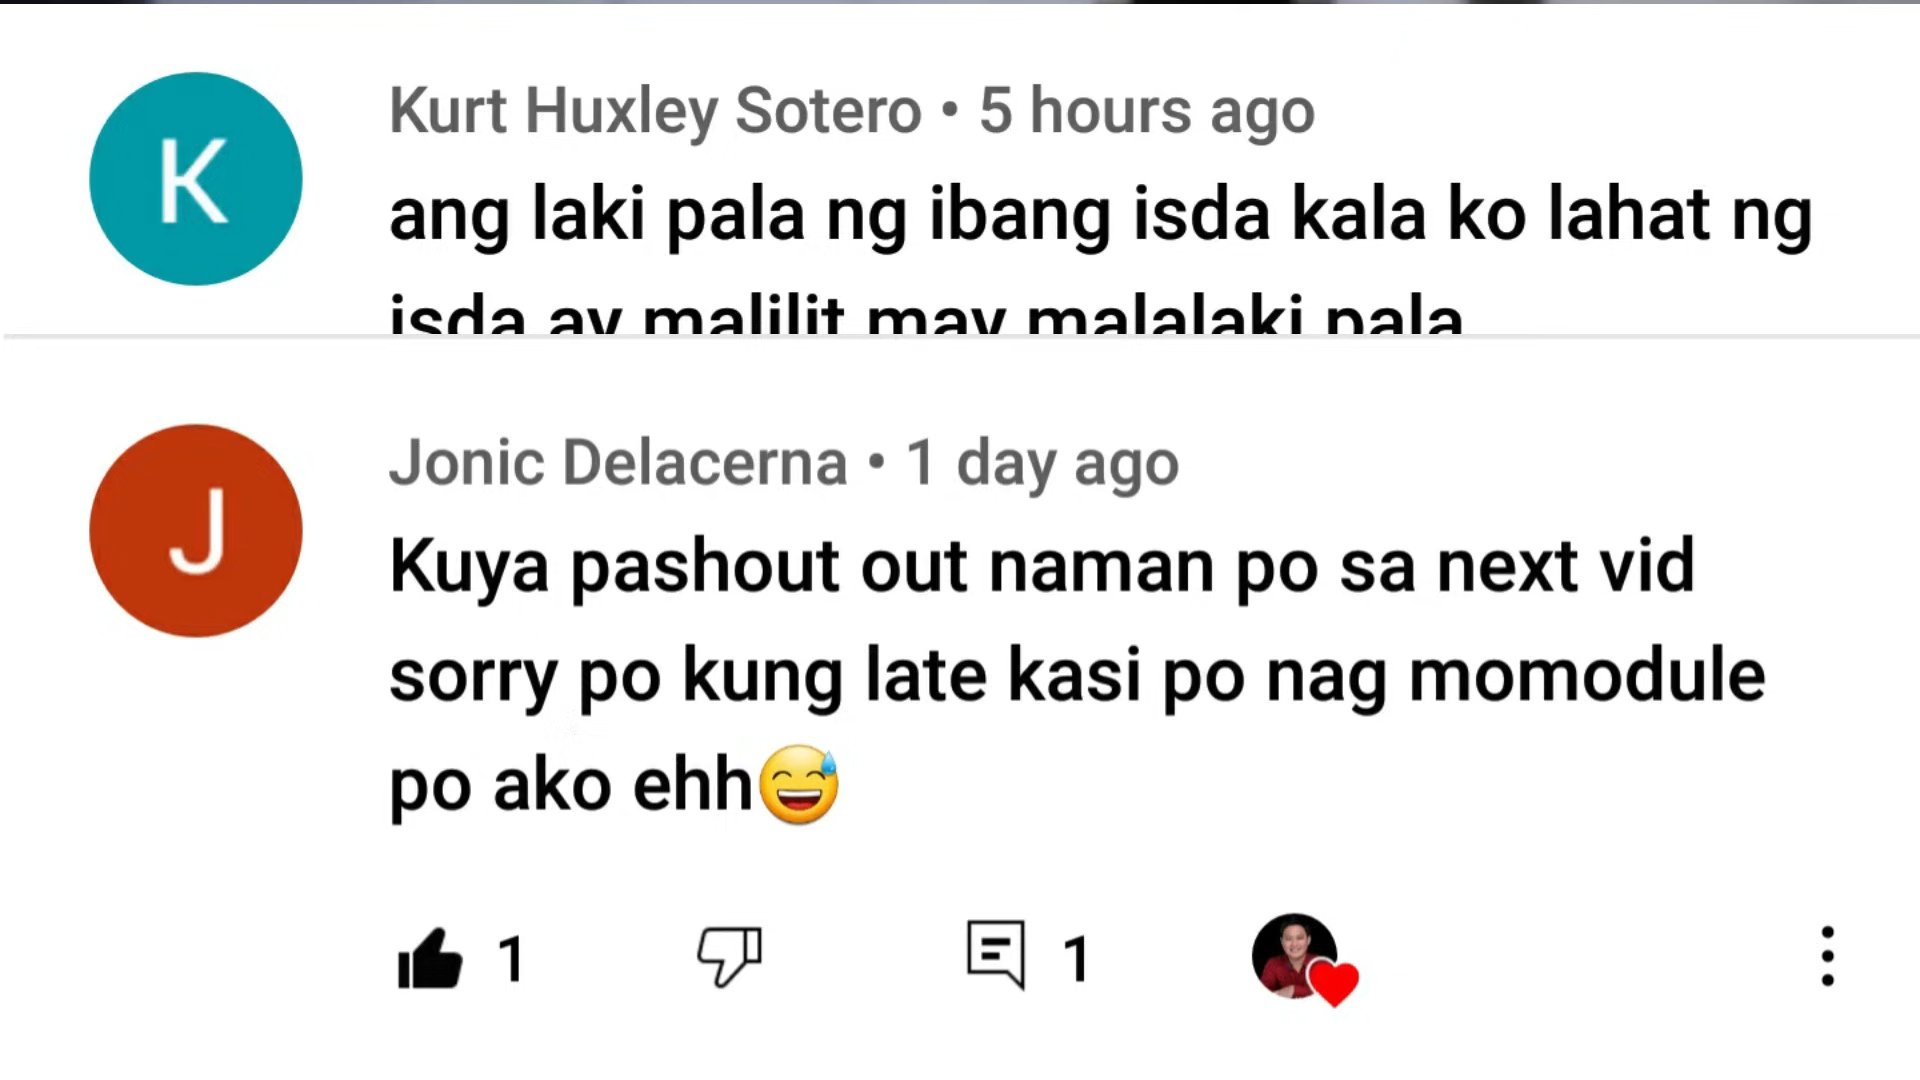 K
Kurt Huxley Sotero • 5 hours ago
ang laki pala ng ibang isda kala ko lahat ng
isda ay malilit may malalaki pala
J
Jonic Delacerna • 1 day ago
Kuya pashout out naman po sa next vid
sorry po kung late kasi po nag momodule
po ako ehh😅
1
1